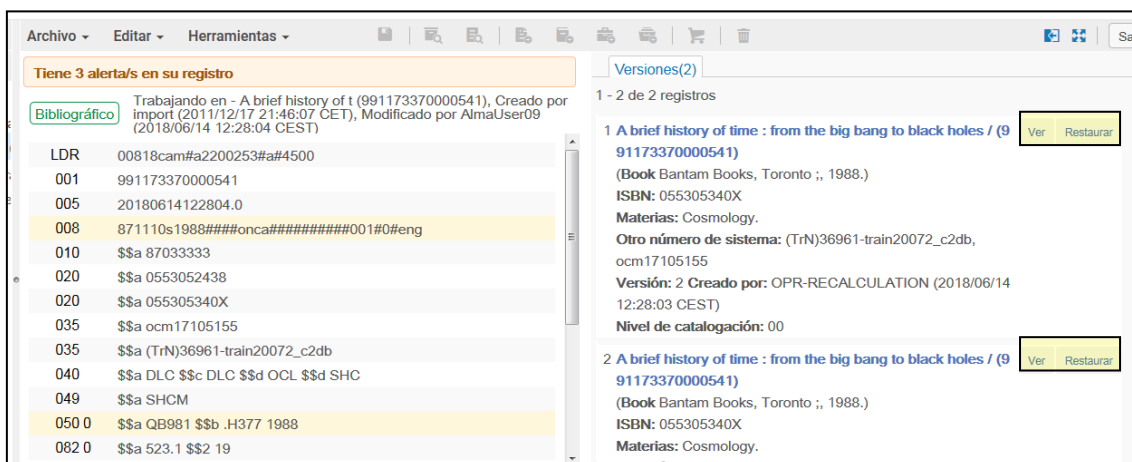 Archivo Editar Herramientas Sa
Tiene 3 alerta/s en su registro
Bibliográfico
Trabajando en - A brief history of t (991173370000541), Creado por
import (2011/12/17 21:46:07 CET), Modificado por AlmaUser09
(2018/06/14 12:28:04 CEST)
LDR 00818cam#a2200253#a#4500
001 991173370000541
005 20180614122804.0
008 871110s1988####onca##########001#0#eng
010 $$a 87033333
020 $$a 0553052438
020 $$a 055305340X
035 $$a ocm17105155
035 $$a (TrN)36961-train20072_c2db
040 $$a DLC $$c DLC $$d OCL $$d SHC
049 $$a SHCM
050 0 $$a QB981 $$b .H377 1988
082 0 $$a 523.1 $$2 19
Versiones(2)
1 - 2 de 2 registros
1 A brief history of time : from the big bang to black holes / (9 Ver Restaurar
91173370000541)
(Book Bantam Books, Toronto ;, 1988.)
ISBN: 055305340X
Materias: Cosmology.
Otro número de sistema: (TrN)36961-train20072_c2db,
ocm17105155
Versión: 2 Creado por: OPR-RECALCULATION (2018/06/14
12:28:03 CEST)
Nivel de catalogación: 00
2 A brief history of time : from the big bang to black holes / (9 Ver Restaurar
91173370000541)
(Book Bantam Books, Toronto ;, 1988.)
ISBN: 055305340X
Materias: Cosmology.